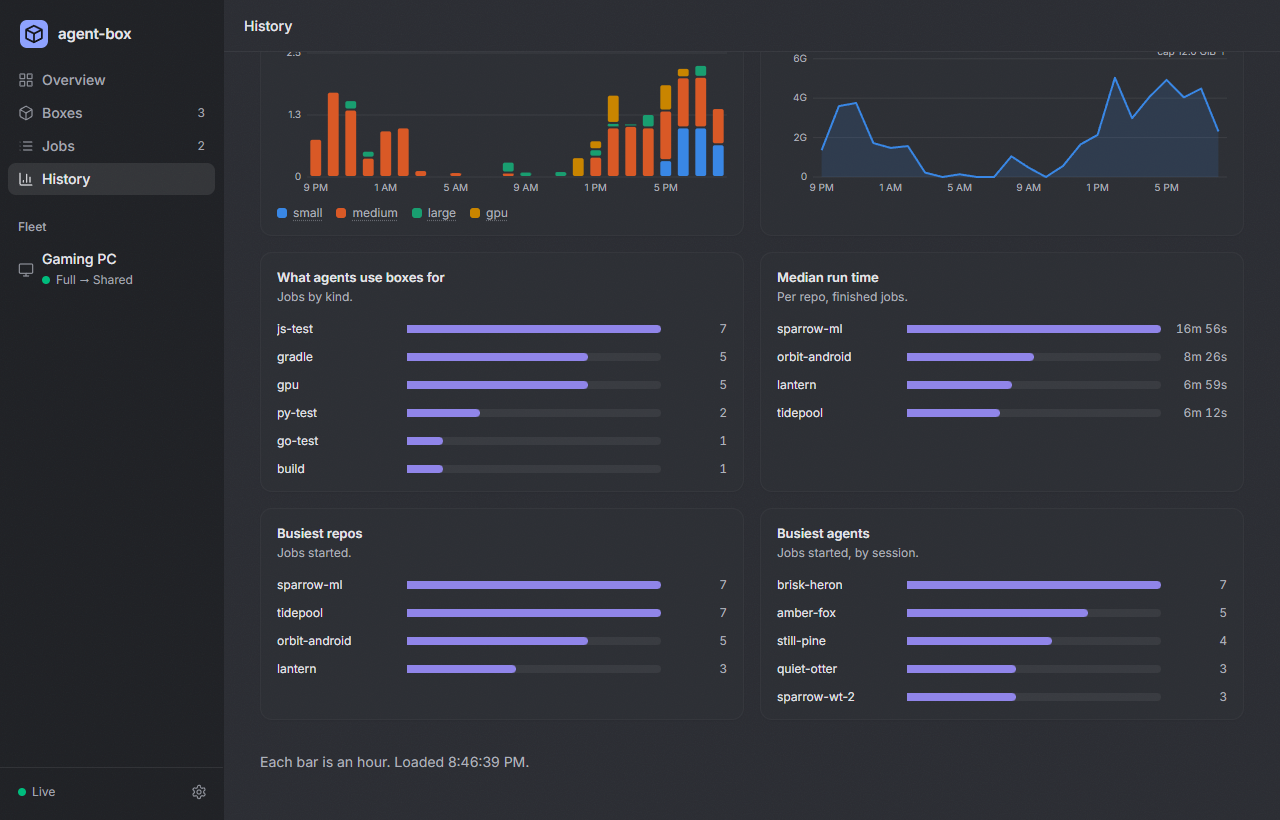 agent-box
Overview
Boxes 3
Jobs 2
History
Fleet
Gaming PC
Full → Shared
Live
History
2.5
1.3
0
9 PM 1 AM 5 AM 9 AM 1 PM 5 PM
small medium large gpu
6G
4G
2G
0
9 PM 1 AM 5 AM 9 AM 1 PM 5 PM
What agents use boxes for
Jobs by kind.
js-test 7
gradle 5
gpu 5
py-test 2
go-test 1
build 1
Median run time
Per repo, finished jobs.
sparrow-ml 16m 56s
orbit-android 8m 26s
lantern 6m 59s
tidepool 6m 12s
Busiest repos
Jobs started.
sparrow-ml 7
tidepool 7
orbit-android 5
lantern 3
Busiest agents
Jobs started, by session.
brisk-heron 7
amber-fox 5
still-pine 4
quiet-otter 3
sparrow-wt-2 3
Each bar is an hour. Loaded 8:46:39 PM.